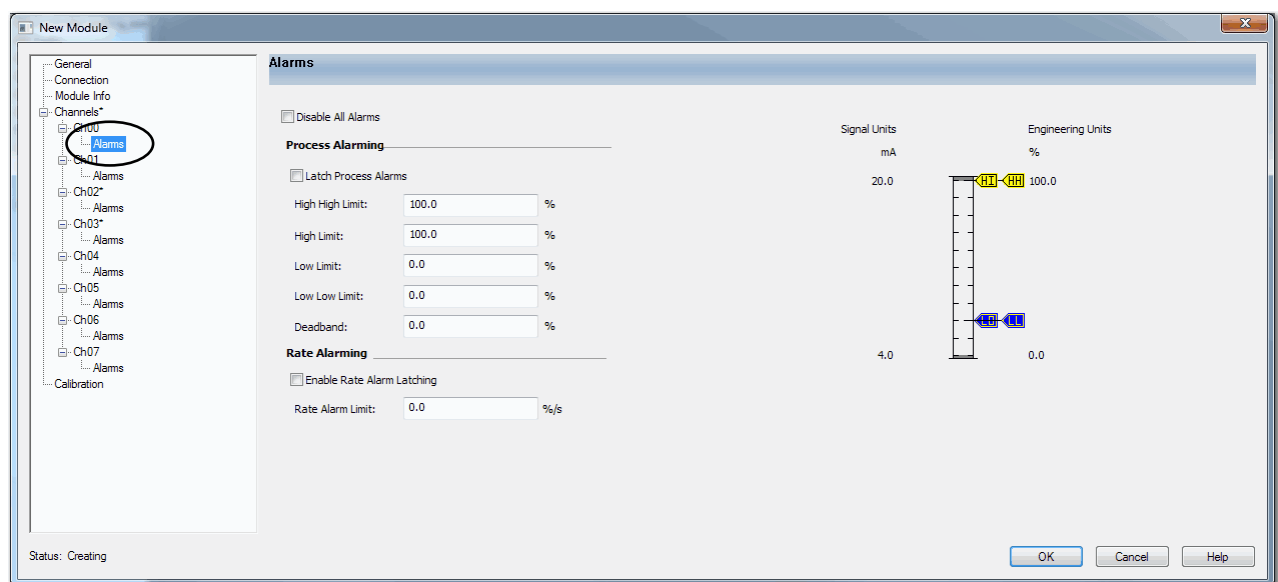 New Module
General
Connection
Module Info
Channels*
Ch00
Alarms
Ch01
Alarms
Ch02*
Alarms
Ch03*
Alarms
Ch04
Alarms
Ch05
Alarms
Ch06
Alarms
Ch07
Alarms
Calibration
Alarms
Disable All Alarms
Process Alarming
Latch Process Alarms
High High Limit: 100.0 %
High Limit: 100.0 %
Low Limit: 0.0 %
Low Low Limit: 0.0 %
Deadband: 0.0 %
Rate Alarming
Enable Rate Alarm Latching
Rate Alarm Limit: 0.0 %/s
Signal Units Engineering Units
mA %
20.0 HI HH 100.0
LO LL
4.0 0.0
Status: Creating
OK Cancel Help